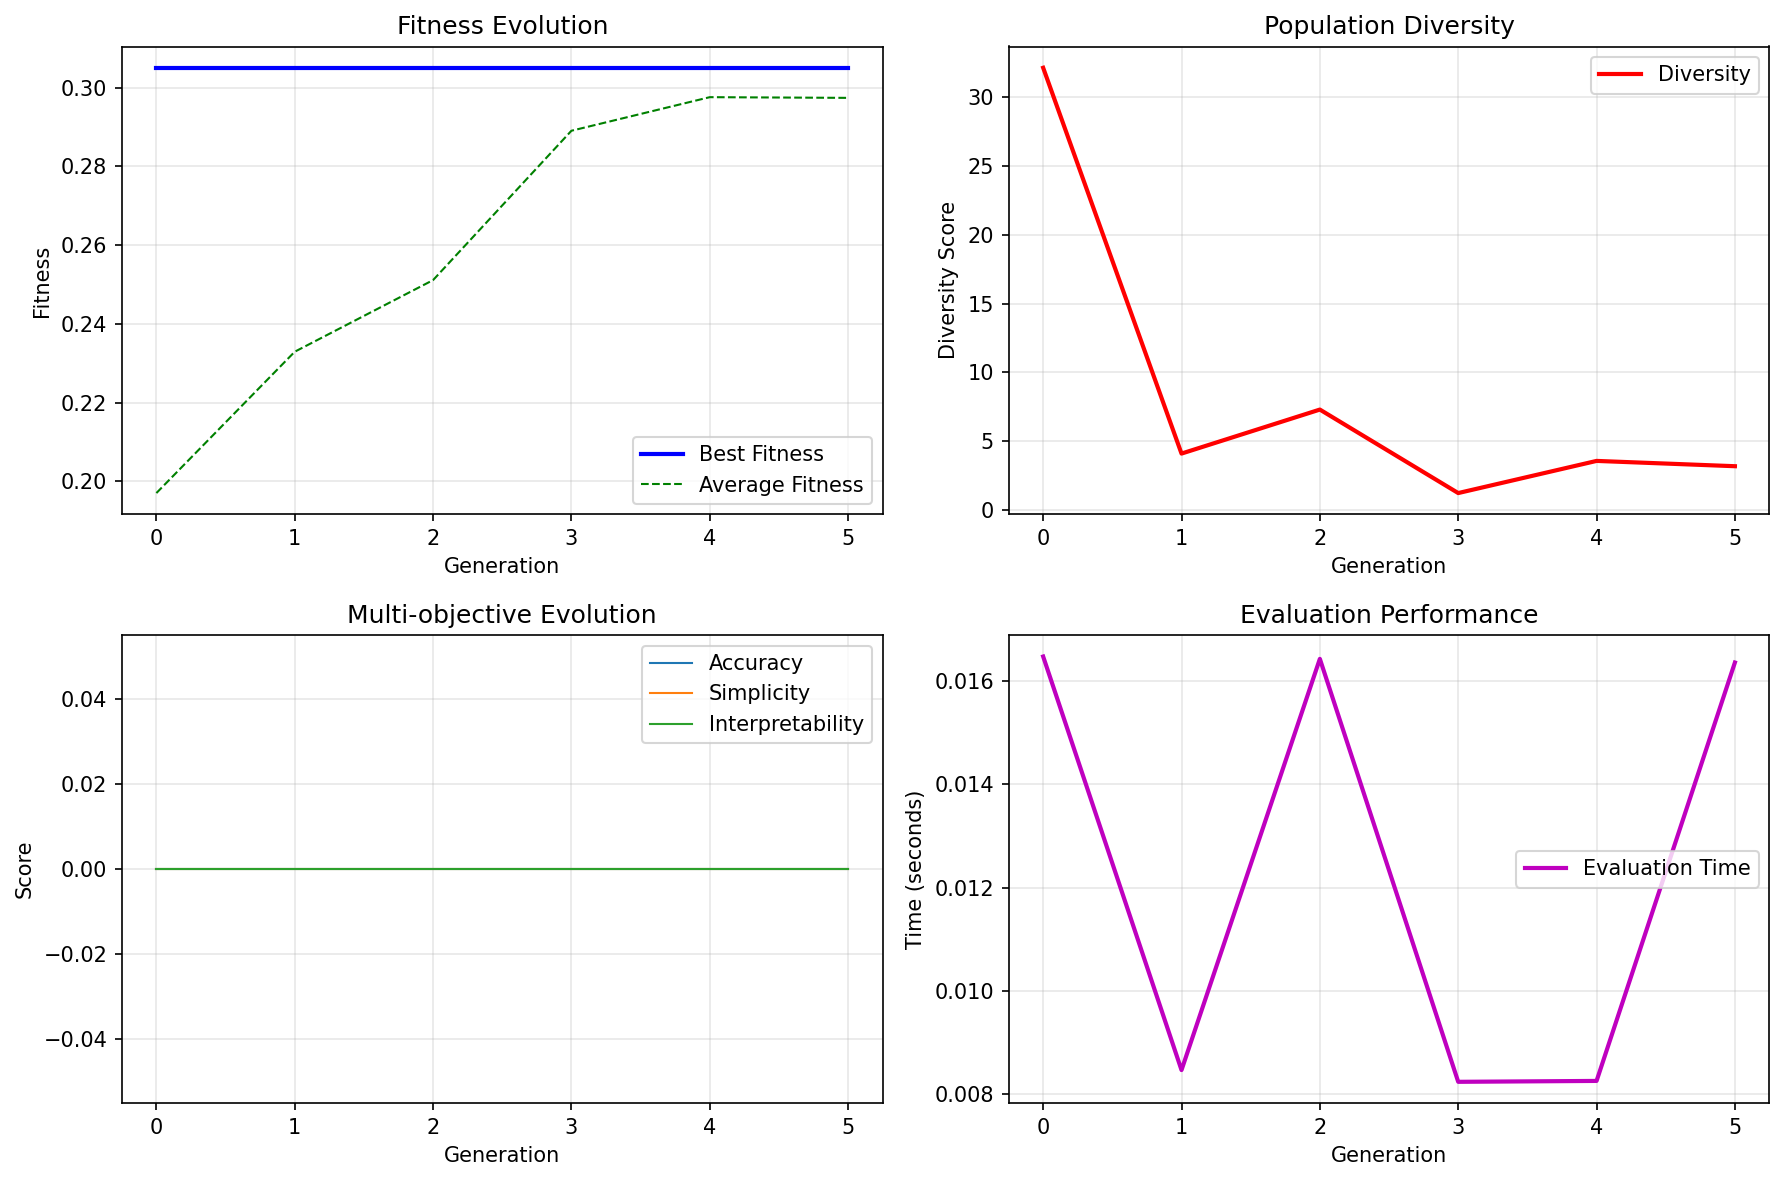 Fitness Evolution
Fitness
0.30
0.28
0.26
0.24
0.22
0.20
Best Fitness
Average Fitness
0 1 2 3 4 5
Generation
Population Diversity
Diversity Score
30
25
20
15
10
5
0
Diversity
0 1 2 3 4 5
Generation
Multi-objective Evolution
Score
0.04
0.02
0.00
−0.02
−0.04
Accuracy
Simplicity
Interpretability
0 1 2 3 4 5
Generation
Evaluation Performance
Time (seconds)
0.016
0.014
0.012
0.010
0.008
Evaluation Time
0 1 2 3 4 5
Generation